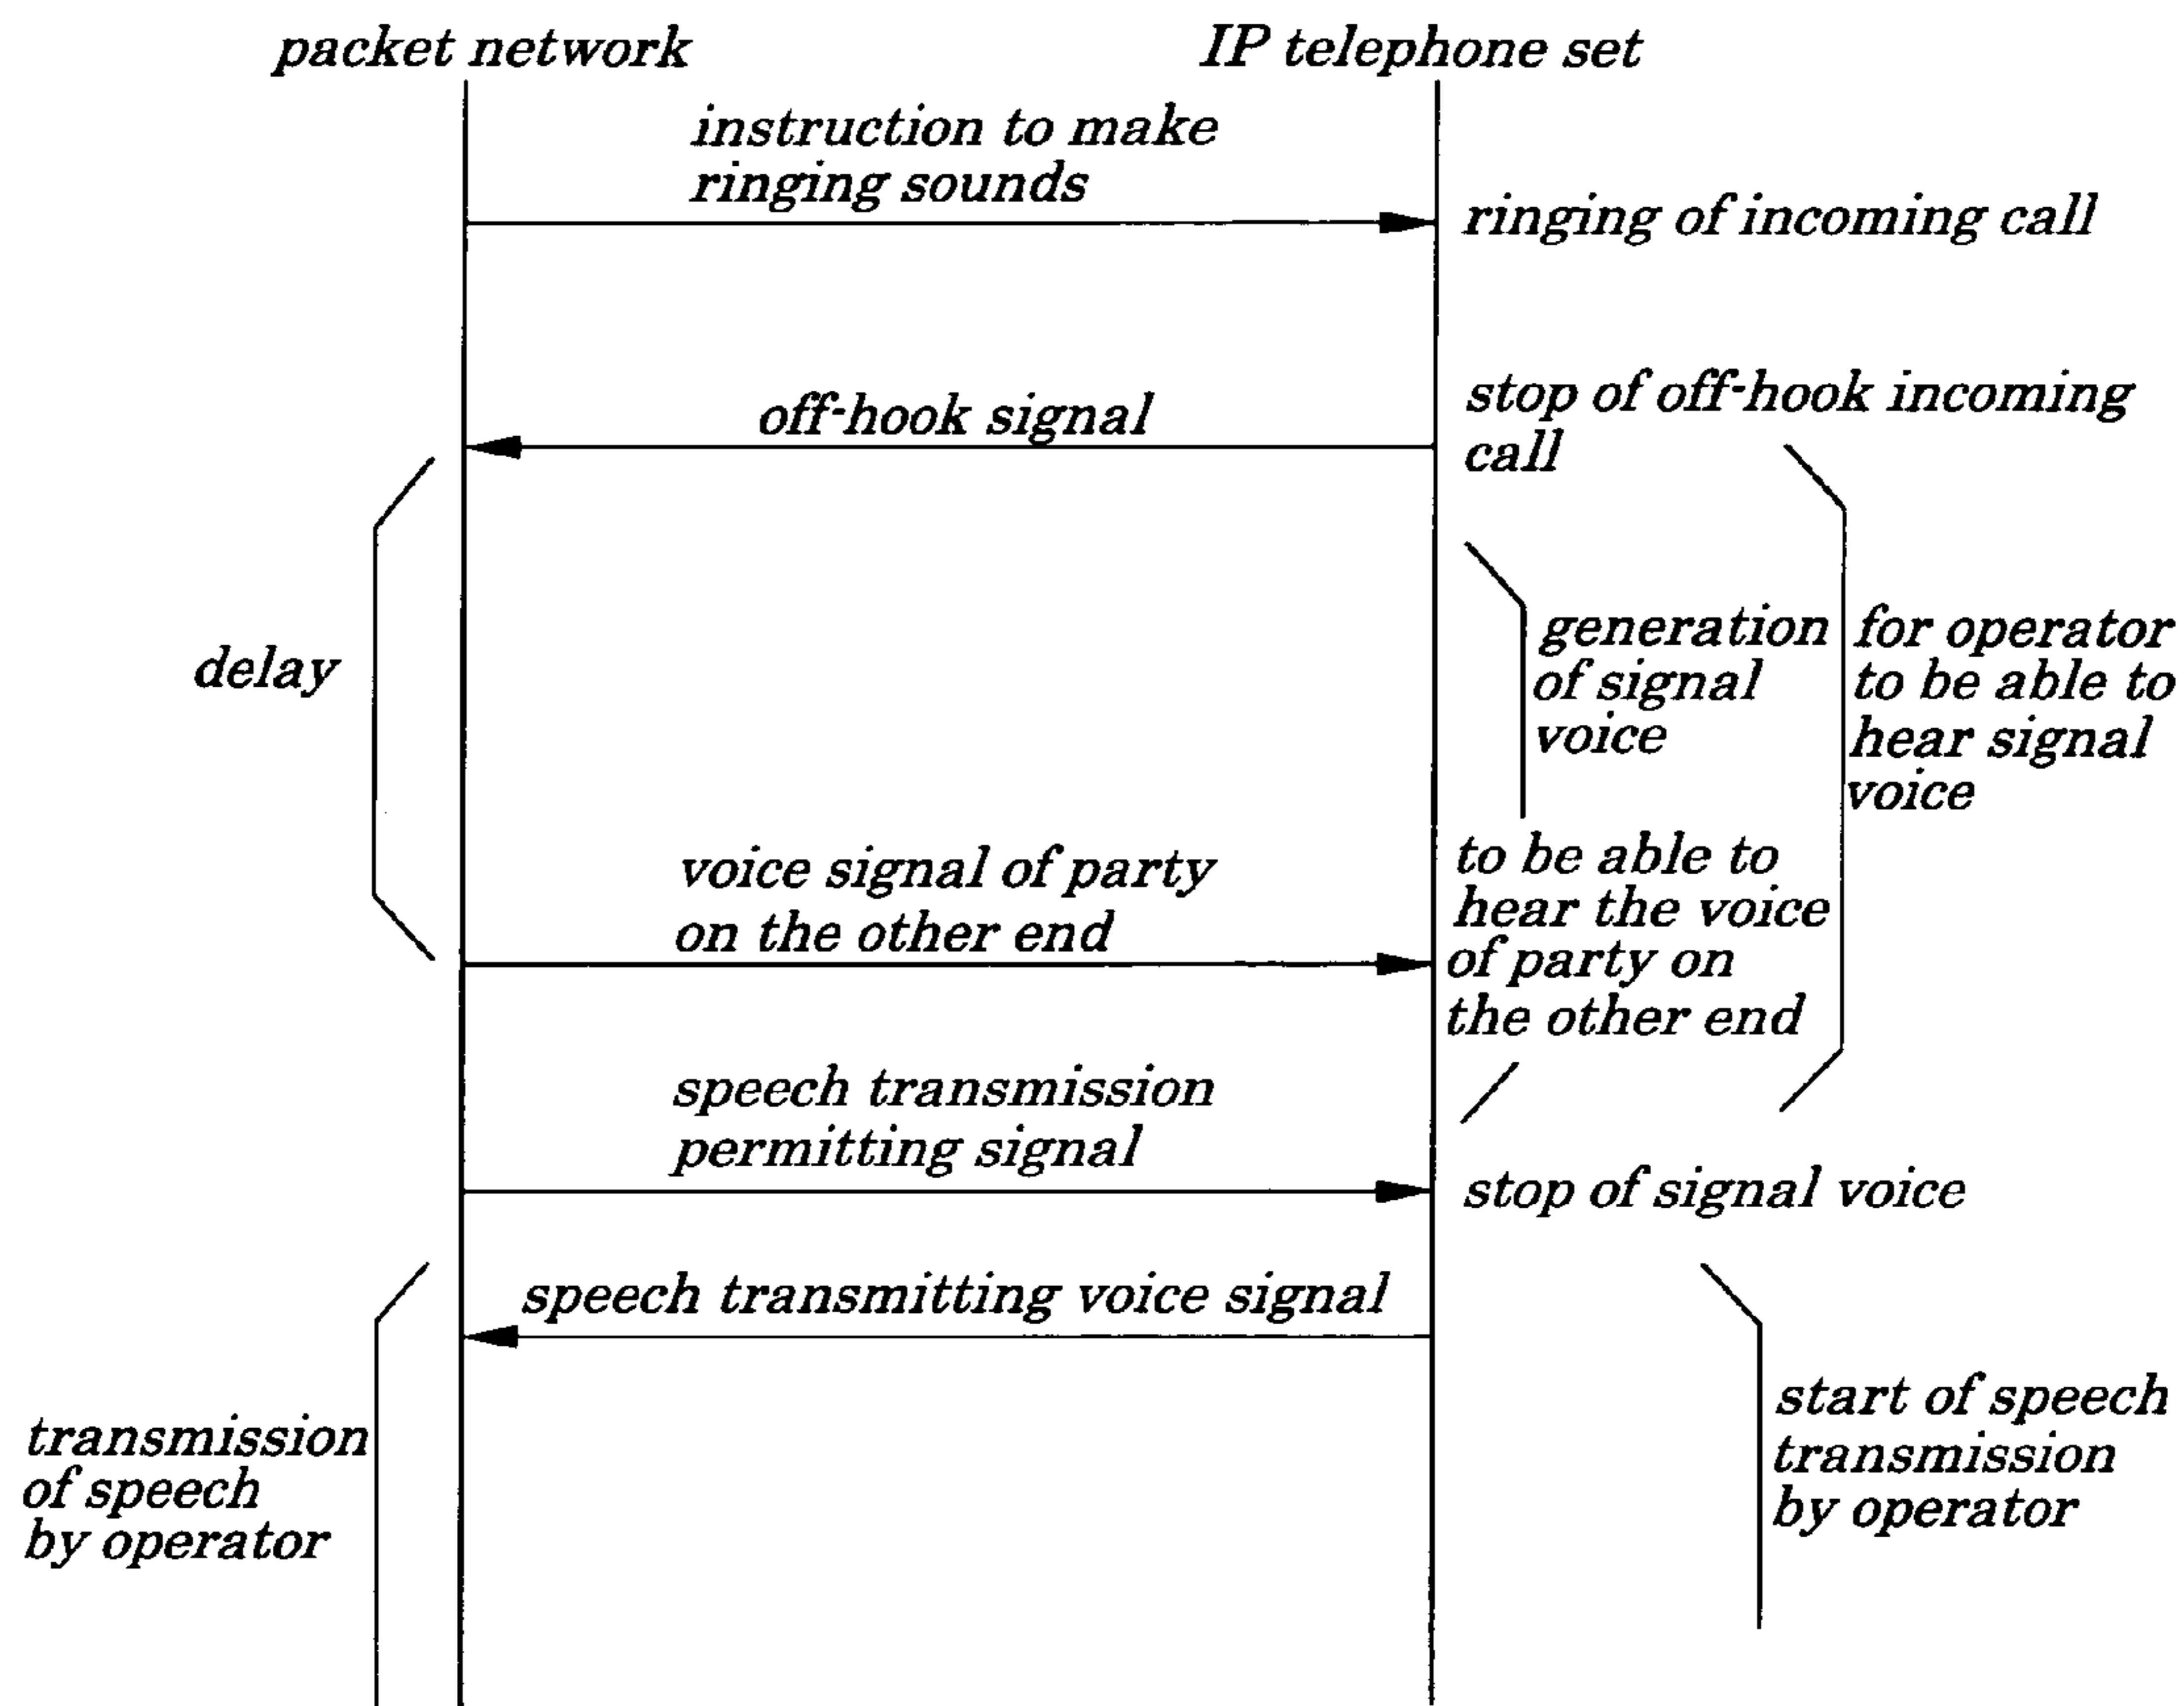 packet network
IP telephone set
instruction to make
ringing sounds
ringing of incoming call
off-hook signal
stop of off-hook incoming
call
delay
generation
of signal
voice
for operator
to be able to
hear signal
voice
voice signal of party
on the other end
to be able to
hear the voice
of party on
the other end
speech transmission
permitting signal
stop of signal voice
speech transmitting voice signal
transmission
of speech
by operator
start of speech
transmission
by operator